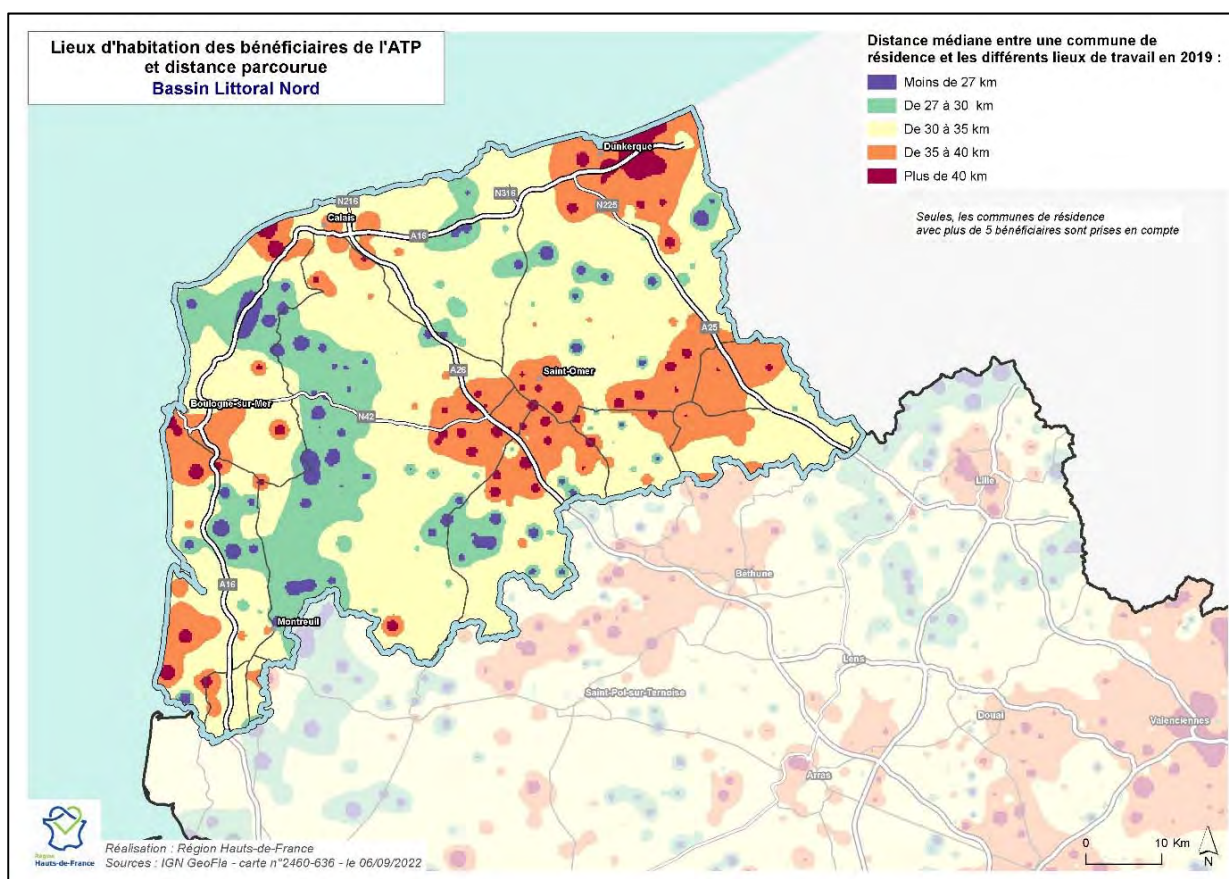 Lieux d'habitation des bénéficiaires de l'ATP
et distance parcourue
Bassin Littoral Nord
Distance médiane entre une commune de
résidence et les différents lieux de travail en 2019 :
Moins de 27 km
De 27 à 30 km
De 30 à 35 km
De 35 à 40 km
Plus de 40 km
Seules, les communes de résidence
avec plus de 5 bénéficiaires sont prises en compte
Dunkerque
N316
N216
N225
Calais
A16
A25
A26
Saint-Omer
Boulogne-sur-Mer
N42
Lille
A16
Béthune
Montreuil
Lens
Saint-Pol-sur-Ternoise
Douai
Valenciennes
Arras
Région
Hauts-de-France
Réalisation : Région Hauts-de-France
Sources : IGN GeoFla - carte n°2460-636 - le 06/09/2022
0 10 Km
N